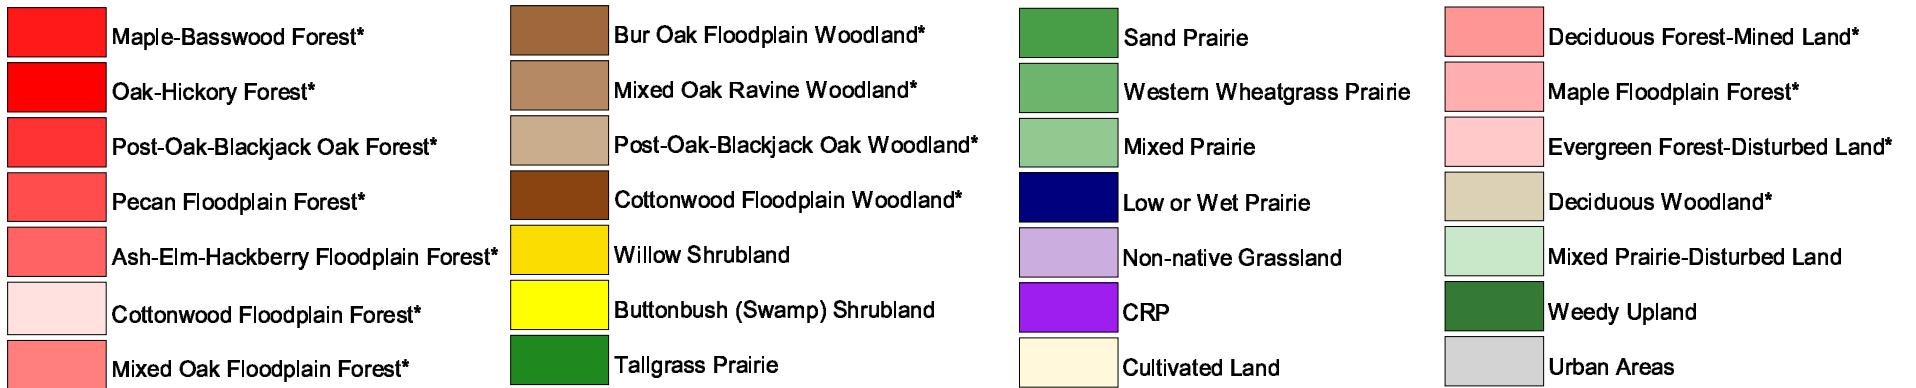 Maple-Basswood Forest*
Oak-Hickory Forest*
Post-Oak-Blackjack Oak Forest*
Pecan Floodplain Forest*
Ash-Elm-Hackberry Floodplain Forest*
Cottonwood Floodplain Forest*
Mixed Oak Floodplain Forest*
Bur Oak Floodplain Woodland*
Mixed Oak Ravine Woodland*
Post-Oak-Blackjack Oak Woodland*
Cottonwood Floodplain Woodland*
Willow Shrubland
Buttonbush (Swamp) Shrubland
Tallgrass Prairie
Sand Prairie
Western Wheatgrass Prairie
Mixed Prairie
Low or Wet Prairie
Non-native Grassland
CRP
Cultivated Land
Deciduous Forest-Mined Land*
Maple Floodplain Forest*
Evergreen Forest-Disturbed Land*
Deciduous Woodland*
Mixed Prairie-Disturbed Land
Weedy Upland
Urban Areas